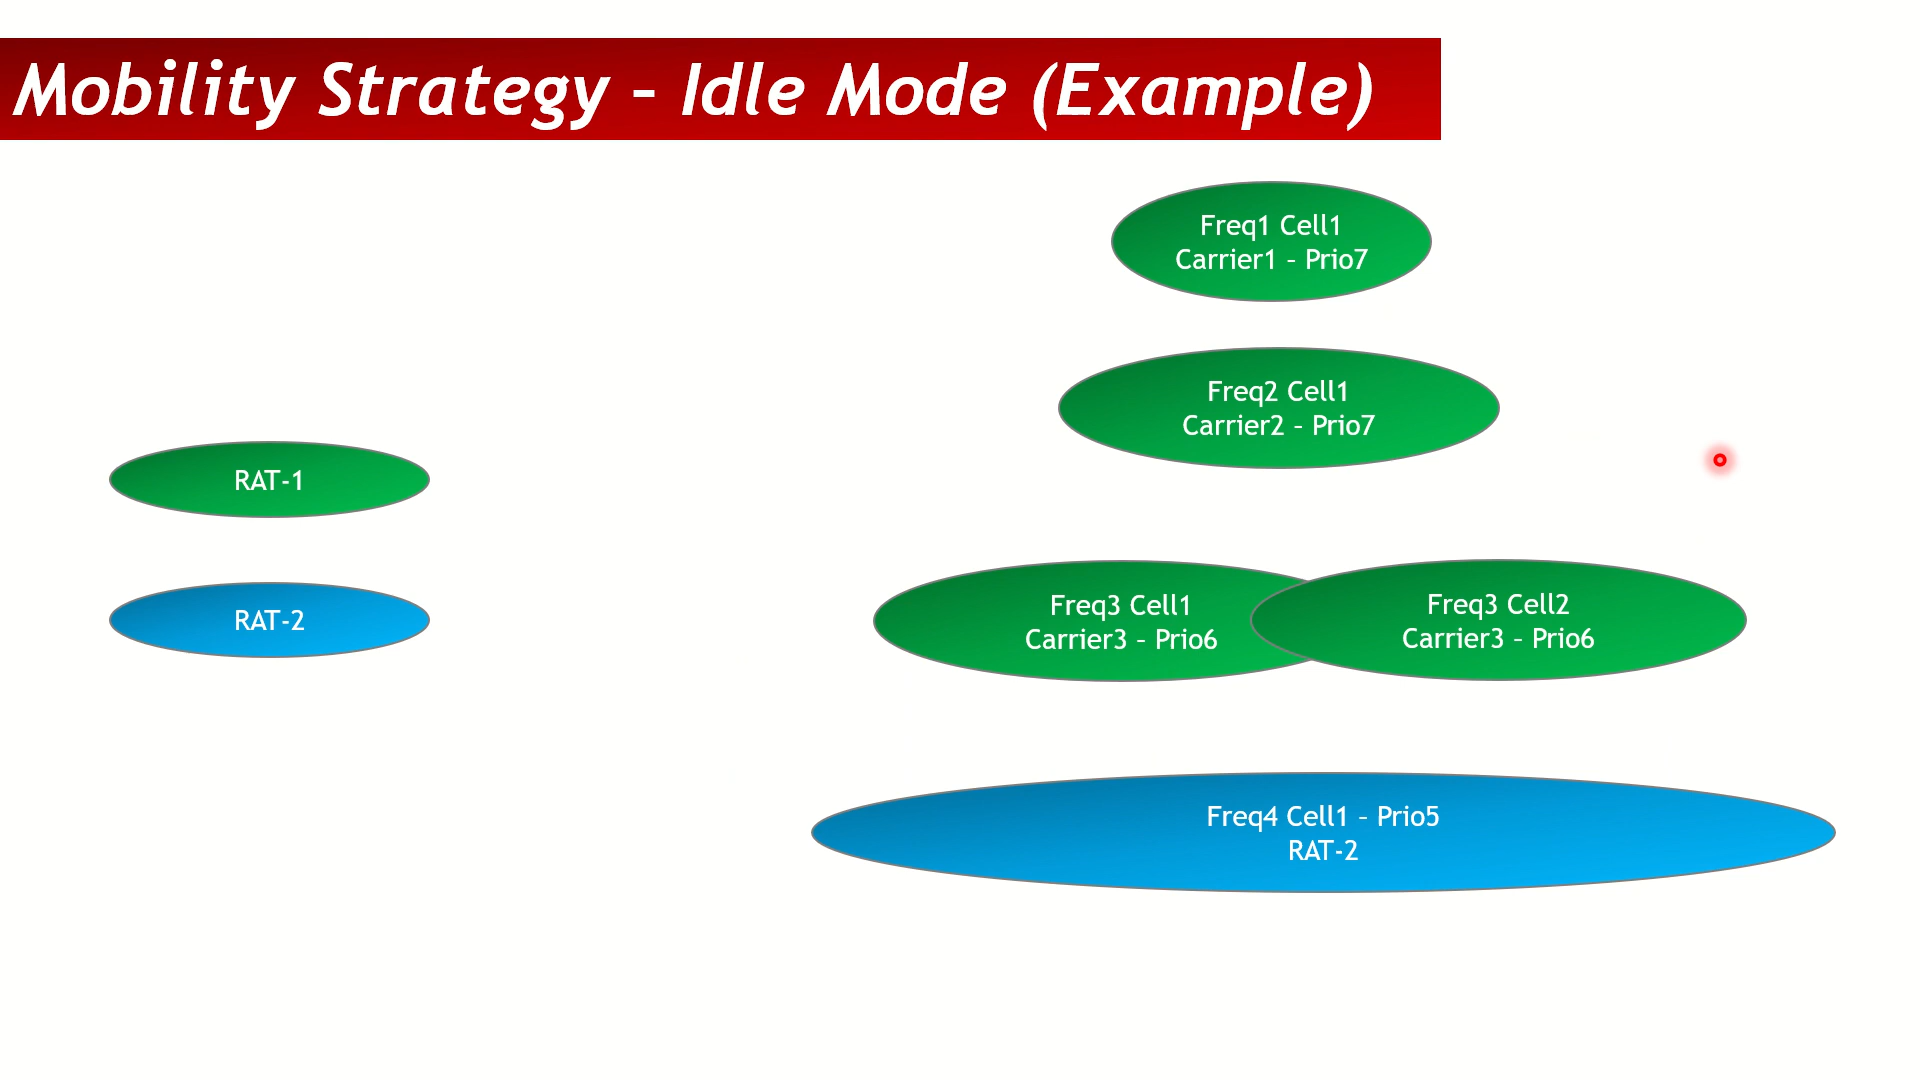 Mobility Strategy – Idle Mode (Example)
Freq1 Cell1
Carrier1 – Prio7
Freq2 Cell1
Carrier2 – Prio7
RAT-1
RAT-2
Freq3 Cell1
Carrier3 – Prio6
Freq3 Cell2
Carrier3 – Prio6
Freq4 Cell1 – Prio5
RAT-2